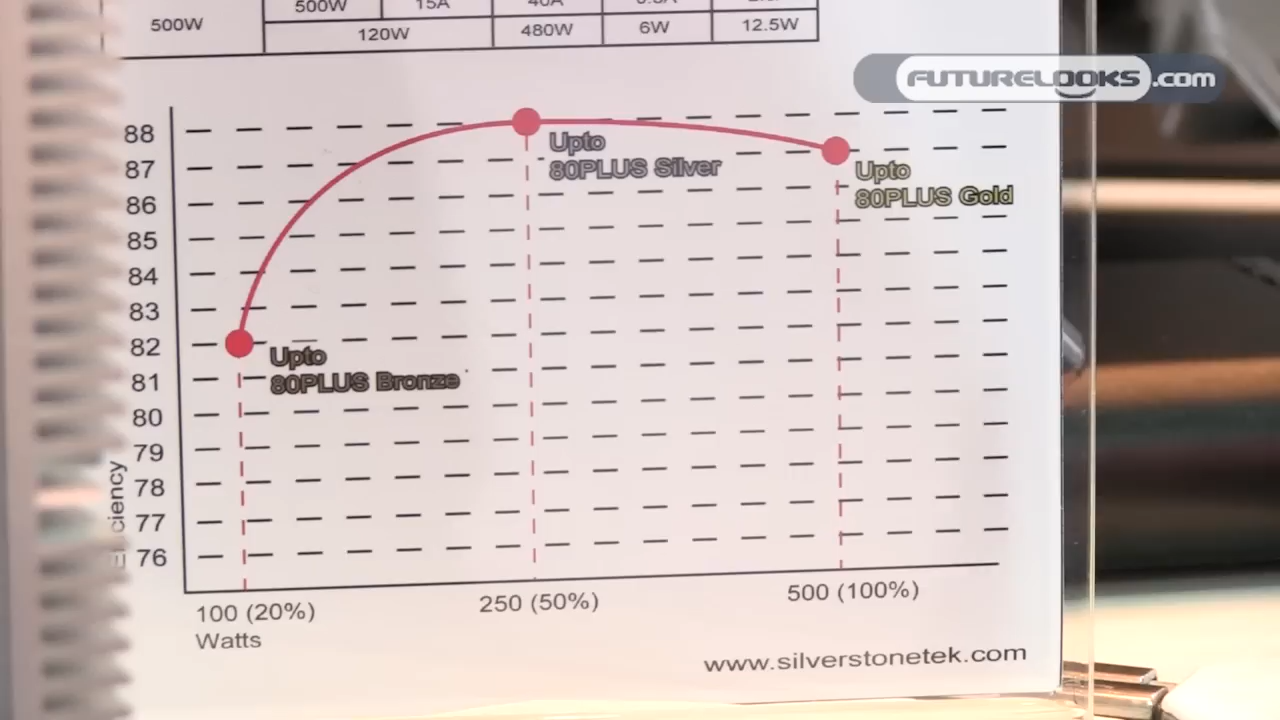 500W 15A 40A
500W 120W 480W 6W 12.5W
FUTURELOOKS.com
88
87
86
85
84
83
82
81
80
79
78
77
76
Upto
80PLUS Silver
Upto
80PLUS Gold
Upto
80PLUS Bronze
100 (20%) 250 (50%) 500 (100%)
Watts
www.silverstonetek.com